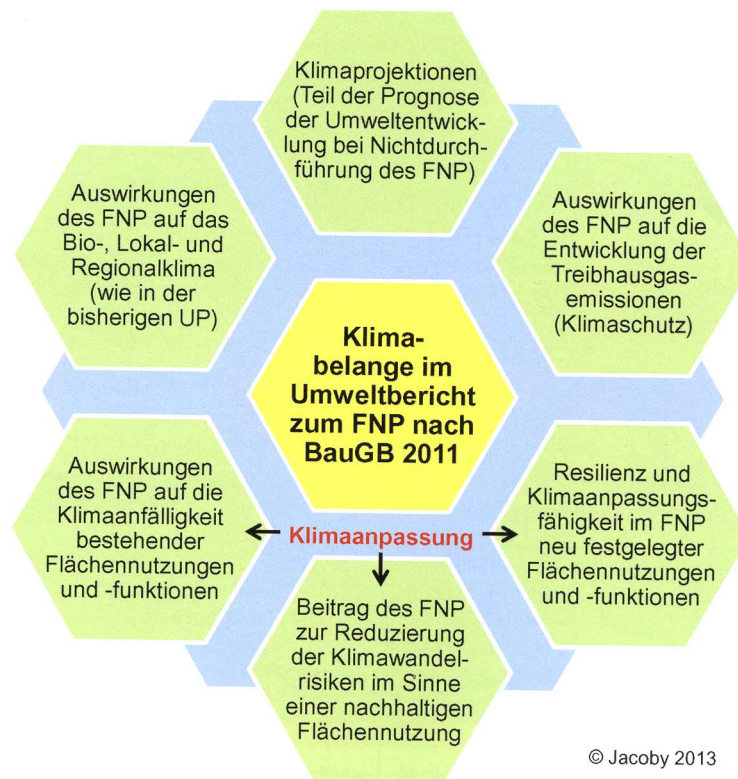 Klimaprojektionen
(Teil der Prognose
der Umweltentwick-
lung bei Nichtdurch-
führung des FNP)
Auswirkungen
des FNP auf das
Bio-, Lokal- und
Regionalklima
(wie in der
bisherigen UP)
Auswirkungen
des FNP auf die
Entwicklung der
Treibhausgas-
emissionen
(Klimaschutz)
Klima-
belange im
Umweltbericht
zum FNP nach
BauGB 2011
Auswirkungen
des FNP auf die
Klimaanfälligkeit
bestehender
Flächennutzungen
und -funktionen
Klimaanpassung
Resilienz und
Klimaanpassungs-
fähigkeit im FNP
neu festgelegter
Flächennutzungen
und -funktionen
Beitrag des FNP
zur Reduzierung
der Klimawandel-
risiken im Sinne
einer nachhaltigen
Flächennutzung
© Jacoby 2013